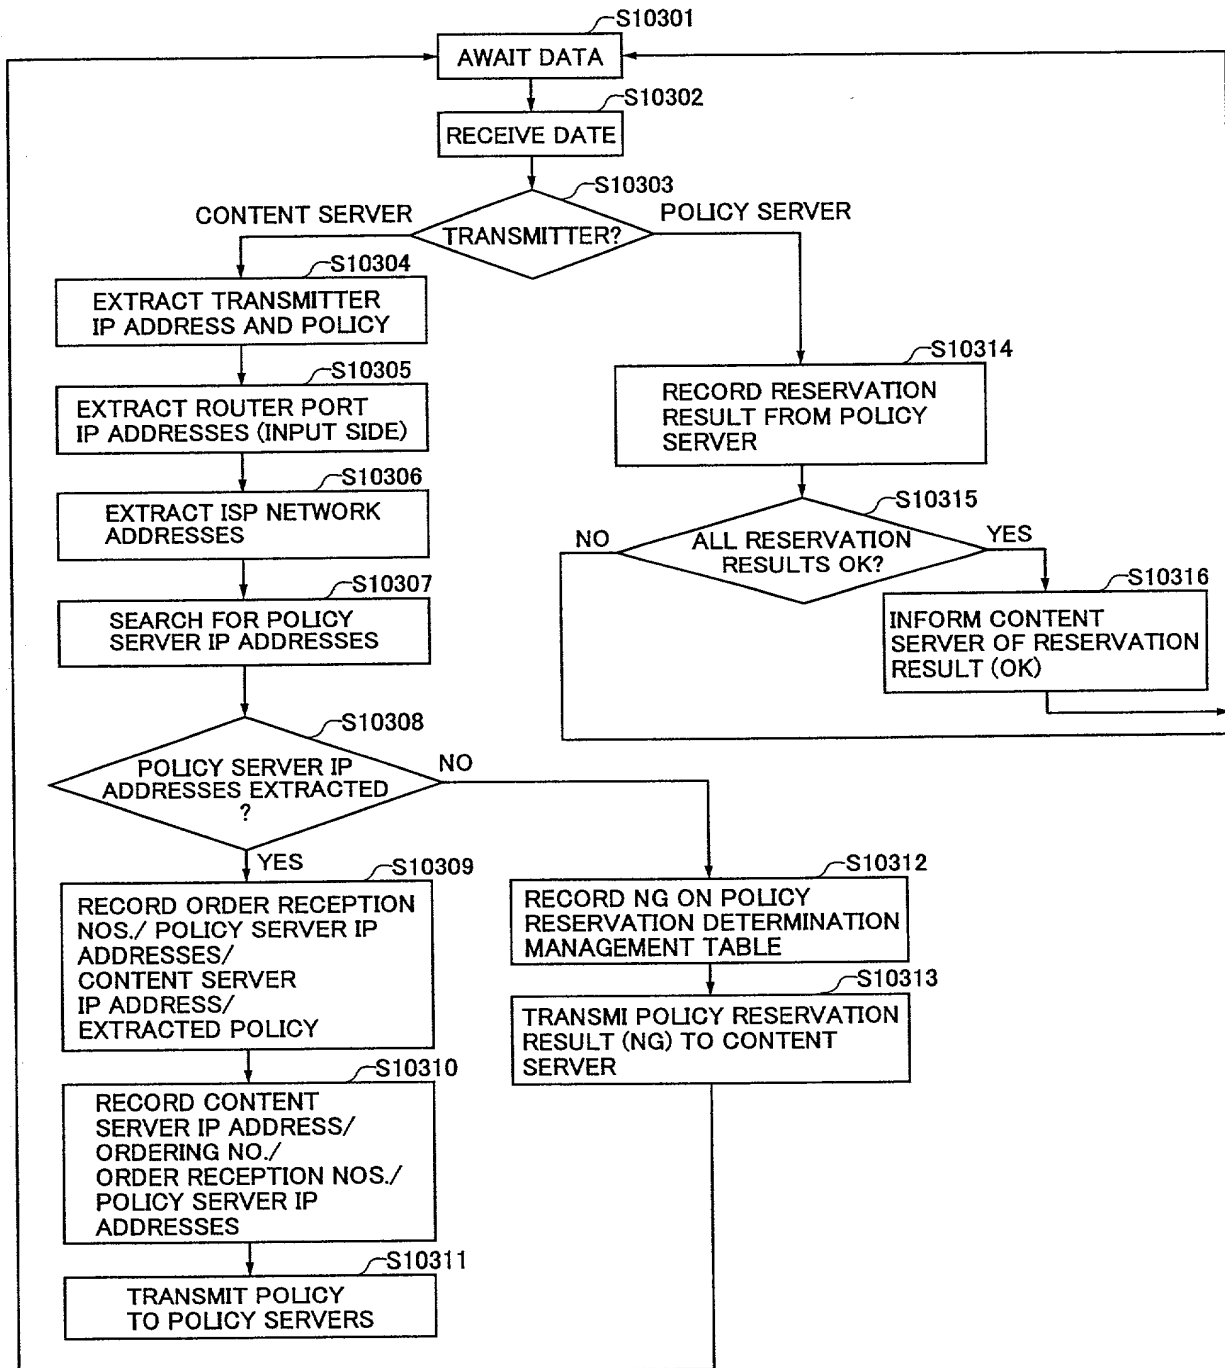 S10301
AWAIT DATA
S10302
RECEIVE DATE
S10303
TRANSMITTER?
CONTENT SERVER
POLICY SERVER
S10304
EXTRACT TRANSMITTER
IP ADDRESS AND POLICY
S10305
EXTRACT ROUTER PORT
IP ADDRESSES (INPUT SIDE)
S10306
EXTRACT ISP NETWORK
ADDRESSES
S10307
SEARCH FOR POLICY
SERVER IP ADDRESSES
S10308
POLICY SERVER IP
ADDRESSES EXTRACTED
?
NO
YES
S10309
RECORD ORDER RECEPTION
NOS./ POLICY SERVER IP
ADDRESSES/
CONTENT SERVER
IP ADDRESS/
EXTRACTED POLICY
S10310
RECORD CONTENT
SERVER IP ADDRESS/
ORDERING NO./
ORDER RECEPTION NOS./
POLICY SERVER IP
ADDRESSES
S10311
TRANSMIT POLICY
TO POLICY SERVERS
S10312
RECORD NG ON POLICY
RESERVATION DETERMINATION
MANAGEMENT TABLE
S10313
TRANSMI POLICY RESERVATION
RESULT (NG) TO CONTENT
SERVER
S10314
RECORD RESERVATION
RESULT FROM POLICY
SERVER
S10315
ALL RESERVATION
RESULTS OK?
NO
YES
S10316
INFORM CONTENT
SERVER OF RESERVATION
RESULT (OK)